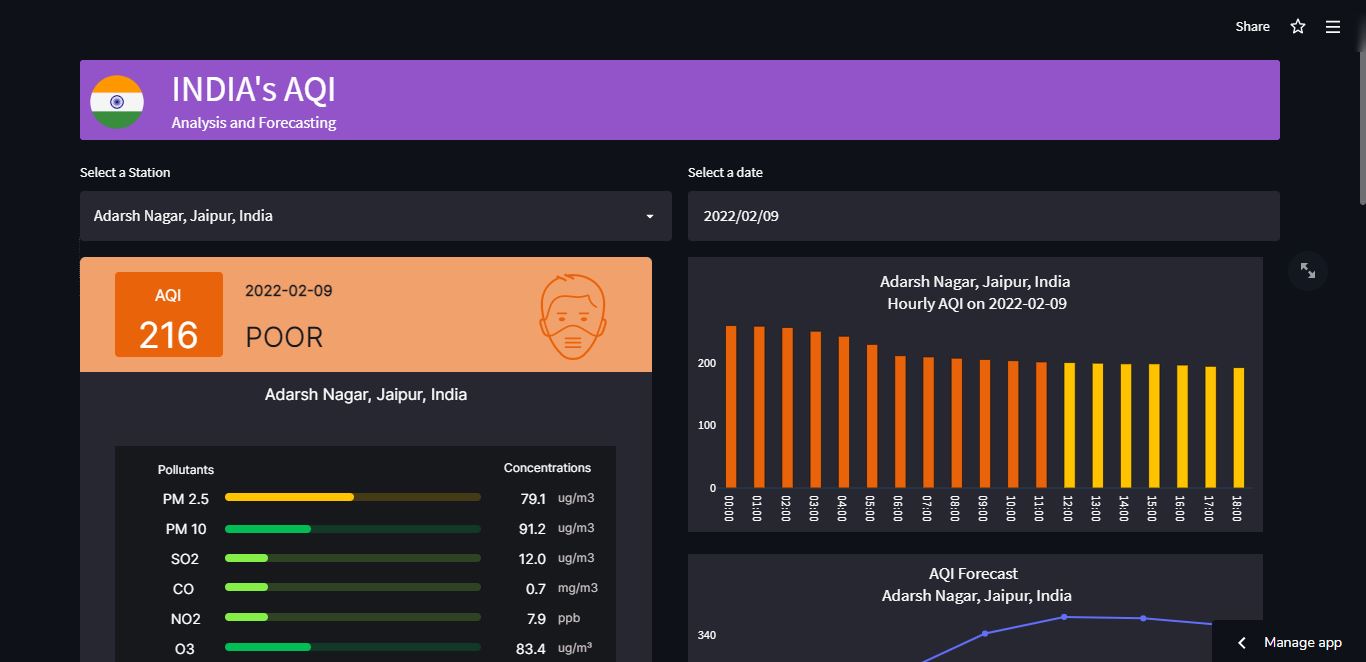 Share
INDIA's AQI
Analysis and Forecasting
Select a Station
Adarsh Nagar, Jaipur, India
Select a date
2022/02/09
AQI
216
2022-02-09
POOR
Adarsh Nagar, Jaipur, India
Pollutants Concentrations
PM 2.5 79.1 ug/m3
PM 10 91.2 ug/m3
SO2 12.0 ug/m3
CO 0.7 mg/m3
NO2 7.9 ppb
O3 83.4 ug/m³
Adarsh Nagar, Jaipur, India
Hourly AQI on 2022-02-09
200
100
0
00:00 01:00 02:00 03:00 04:00 05:00 06:00 07:00 08:00 09:00 10:00 11:00 12:00 13:00 14:00 15:00 16:00 17:00 18:00
AQI Forecast
Adarsh Nagar, Jaipur, India
340
Manage app